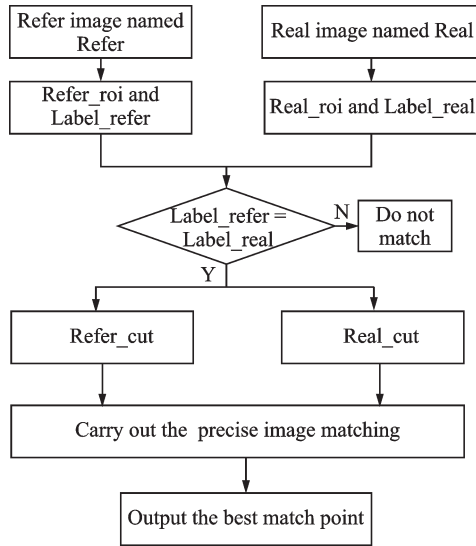 Refer image named
Refer
Real image named Real
Refer_roi and
Label_refer
Real_roi and Label_real
Label_refer =
Label_real
N
Do not
match
Y
Refer_cut
Real_cut
Carry out the precise image matching
Output the best match point